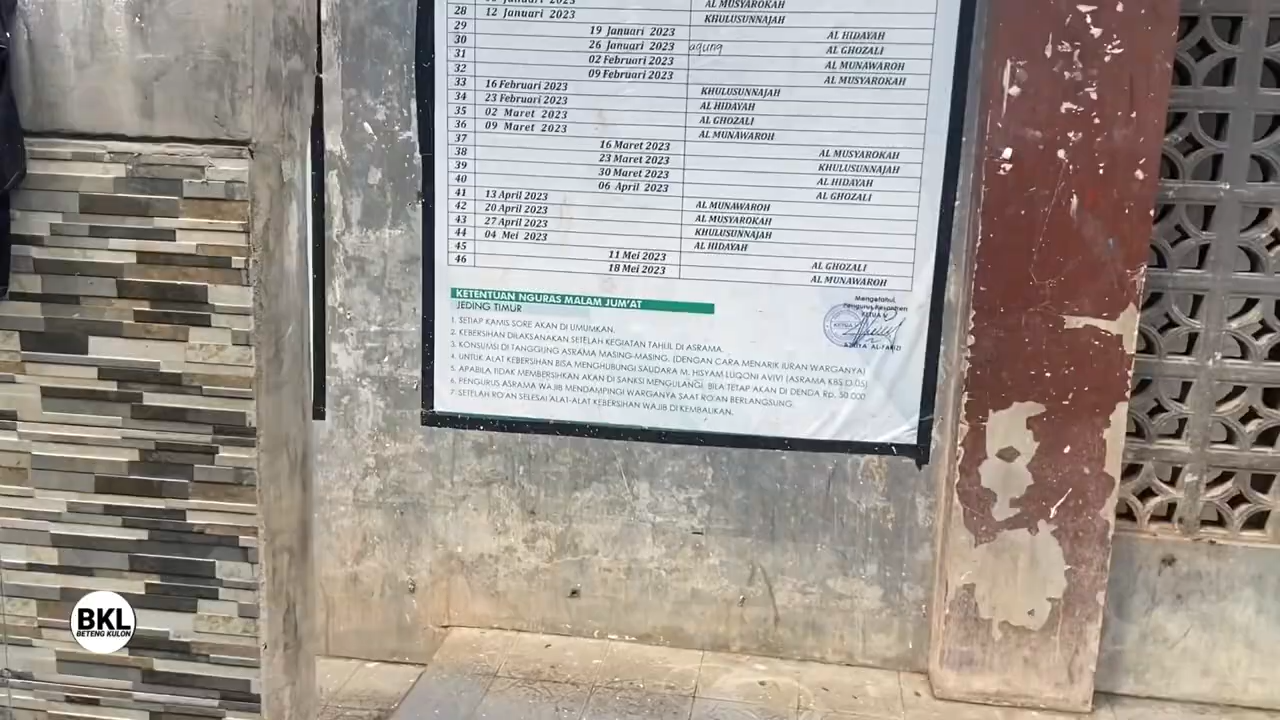 28 12 Januari 2023 AL MUSYAROKAH
29 KHULUSUNNAJAH
30 19 Januari 2023 AL HIDAYAH
31 26 Januari 2023 agung AL GHOZALI
32 02 Februari 2023 AL MUNAWAROH
09 Februari 2023 AL MUSYAROKAH
33 16 Februari 2023 KHULUSUNNAJAH
34 23 Februari 2023 AL HIDAYAH
35 02 Maret 2023 AL GHOZALI
36 09 Maret 2023 AL MUNAWAROH
37 16 Maret 2023 AL MUSYAROKAH
38 23 Maret 2023 KHULUSUNNAJAH
39 30 Maret 2023 AL HIDAYAH
40 06 April 2023 AL GHOZALI
41 13 April 2023 AL MUNAWAROH
42 20 April 2023 AL MUSYAROKAH
43 27 April 2023 KHULUSUNNAJAH
44 04 Mei 2023 AL HIDAYAH
45 11 Mei 2023 AL GHOZALI
46 18 Mei 2023 AL MUNAWAROH
KETENTUAN NGURAS MALAM JUM'AT
JEDING TIMUR
1. SETIAP KAMIS SORE AKAN DI UMUMKAN.
2. KEBERSIHAN DILAKSANAKAN SETELAH KEGIATAN TAHLIL DI ASRAMA.
3. KONSUMSI DI TANGGUNG ASRAMA MASING-MASING. (DENGAN CARA MENARIK IURAN WARGANYA)
4. UNTUK ALAT KEBERSIHAN BISA MENGHUBUNGI SAUDARA M. HISYAM LUQONI AVIVI (ASRAMA KBS D.05)
5. APABILA TIDAK MEMBERSIHKAN AKAN DI SANKSI MENGULANGI. BILA TETAP AKAN DI DENDA Rp. 50.000
6. PENGURUS ASRAMA WAJIB MENDAMPINGI WARGANYA SAAT RO'AN BERLANGSUNG.
7. SETELAH RO'AN SELESAI ALAT-ALAT KEBERSIHAN WAJIB DI KEMBALIKAN.
Mengetahui,
Pengurus Pesantren
KETUA V
BKL
BETENG KULON